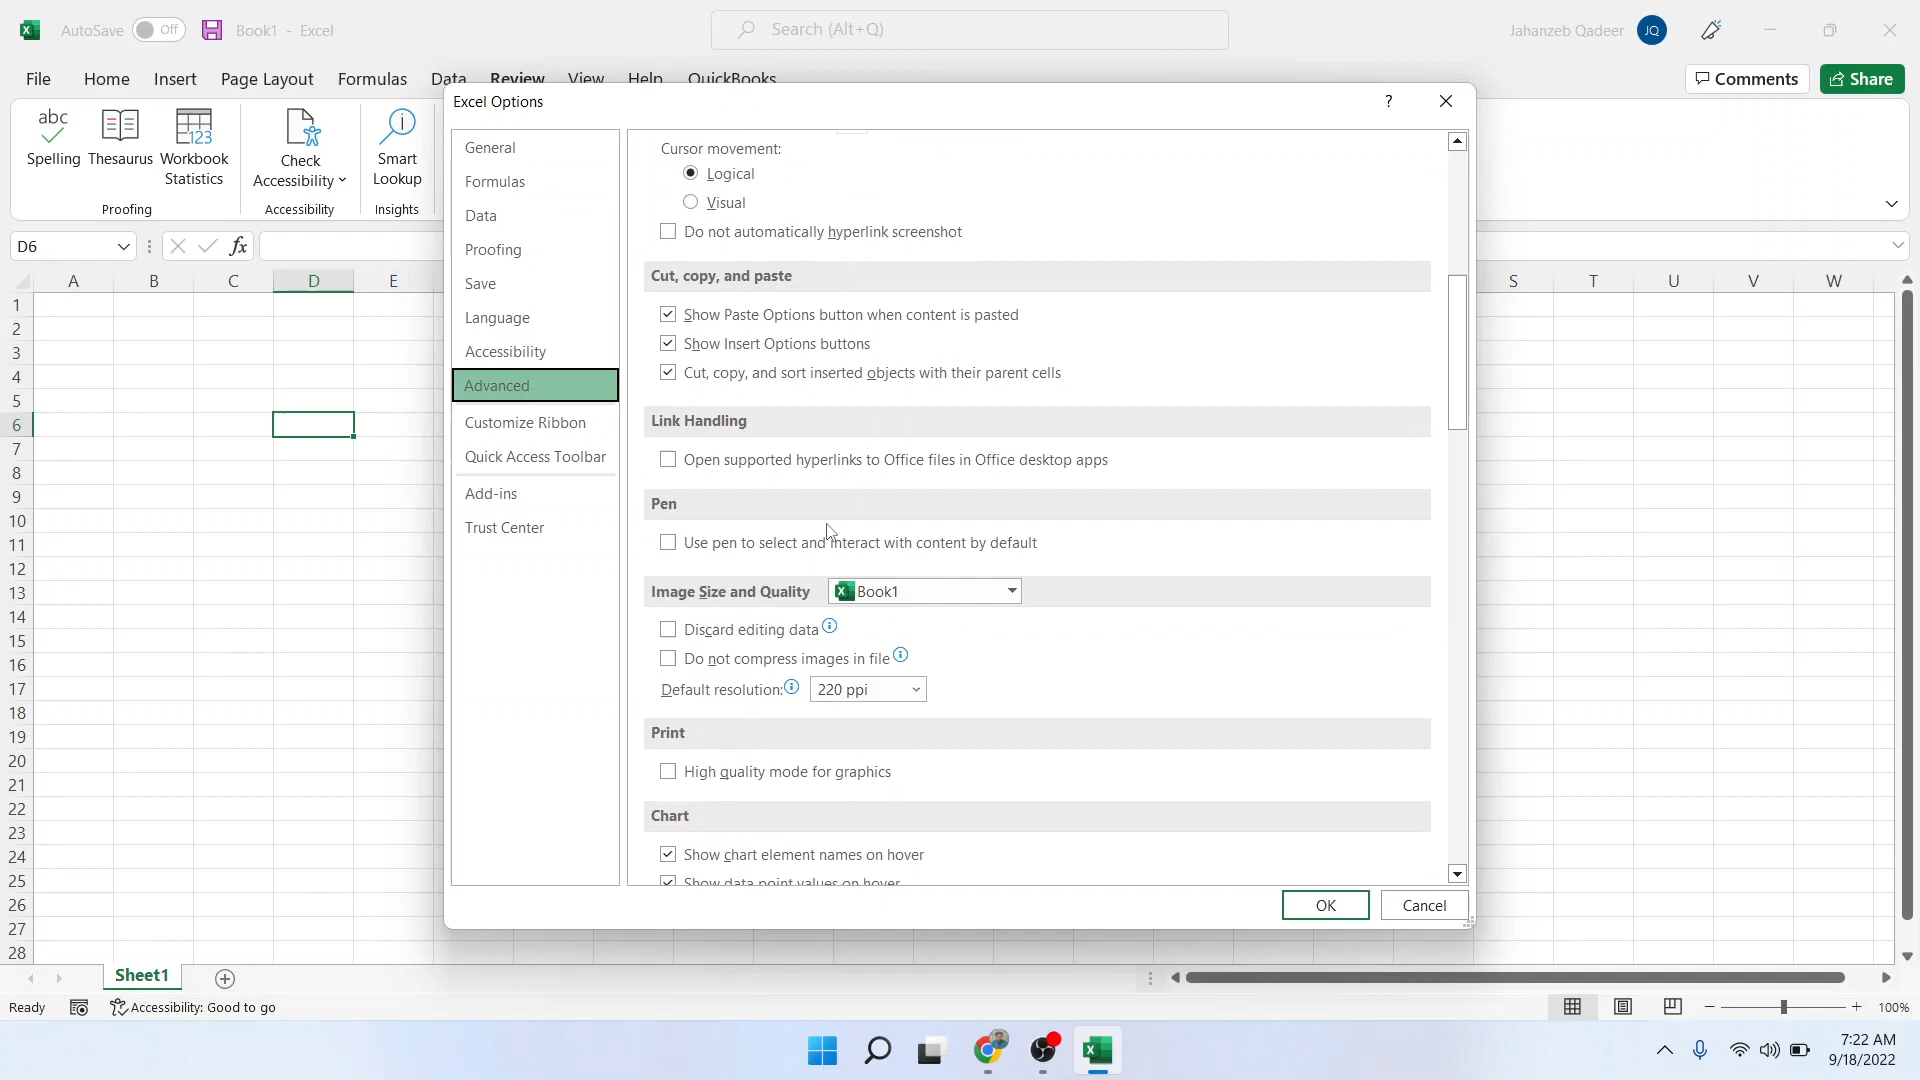 AutoSave Off Book1 - Excel
Search (Alt+Q)
Jahanzeb Qadeer JQ
File Home Insert Page Layout Formulas Data Review View Help QuickBooks
Comments Share
abc
Spelling
Thesaurus
123
Workbook
Statistics
Check
Accessibility
Smart
Lookup
Proofing
Accessibility
Insights
D6
fx
A B C D E S T U V W
1
2
3
4
5
6
7
8
9
10
11
12
13
14
15
16
17
18
19
20
21
22
23
24
25
26
27
28
Excel Options
?
General
Formulas
Data
Proofing
Save
Language
Accessibility
Advanced
Customize Ribbon
Quick Access Toolbar
Add-ins
Trust Center
Cursor movement:
Logical
Visual
Do not automatically hyperlink screenshot
Cut, copy, and paste
Show Paste Options button when content is pasted
Show Insert Options buttons
Cut, copy, and sort inserted objects with their parent cells
Link Handling
Open supported hyperlinks to Office files in Office desktop apps
Pen
Use pen to select and interact with content by default
Image Size and Quality Book1
Discard editing data
Do not compress images in file
Default resolution: 220 ppi
Print
High quality mode for graphics
Chart
Show chart element names on hover
Show data point values on hover
OK Cancel
Sheet1
Ready Accessibility: Good to go
100%
7:22 AM
9/18/2022